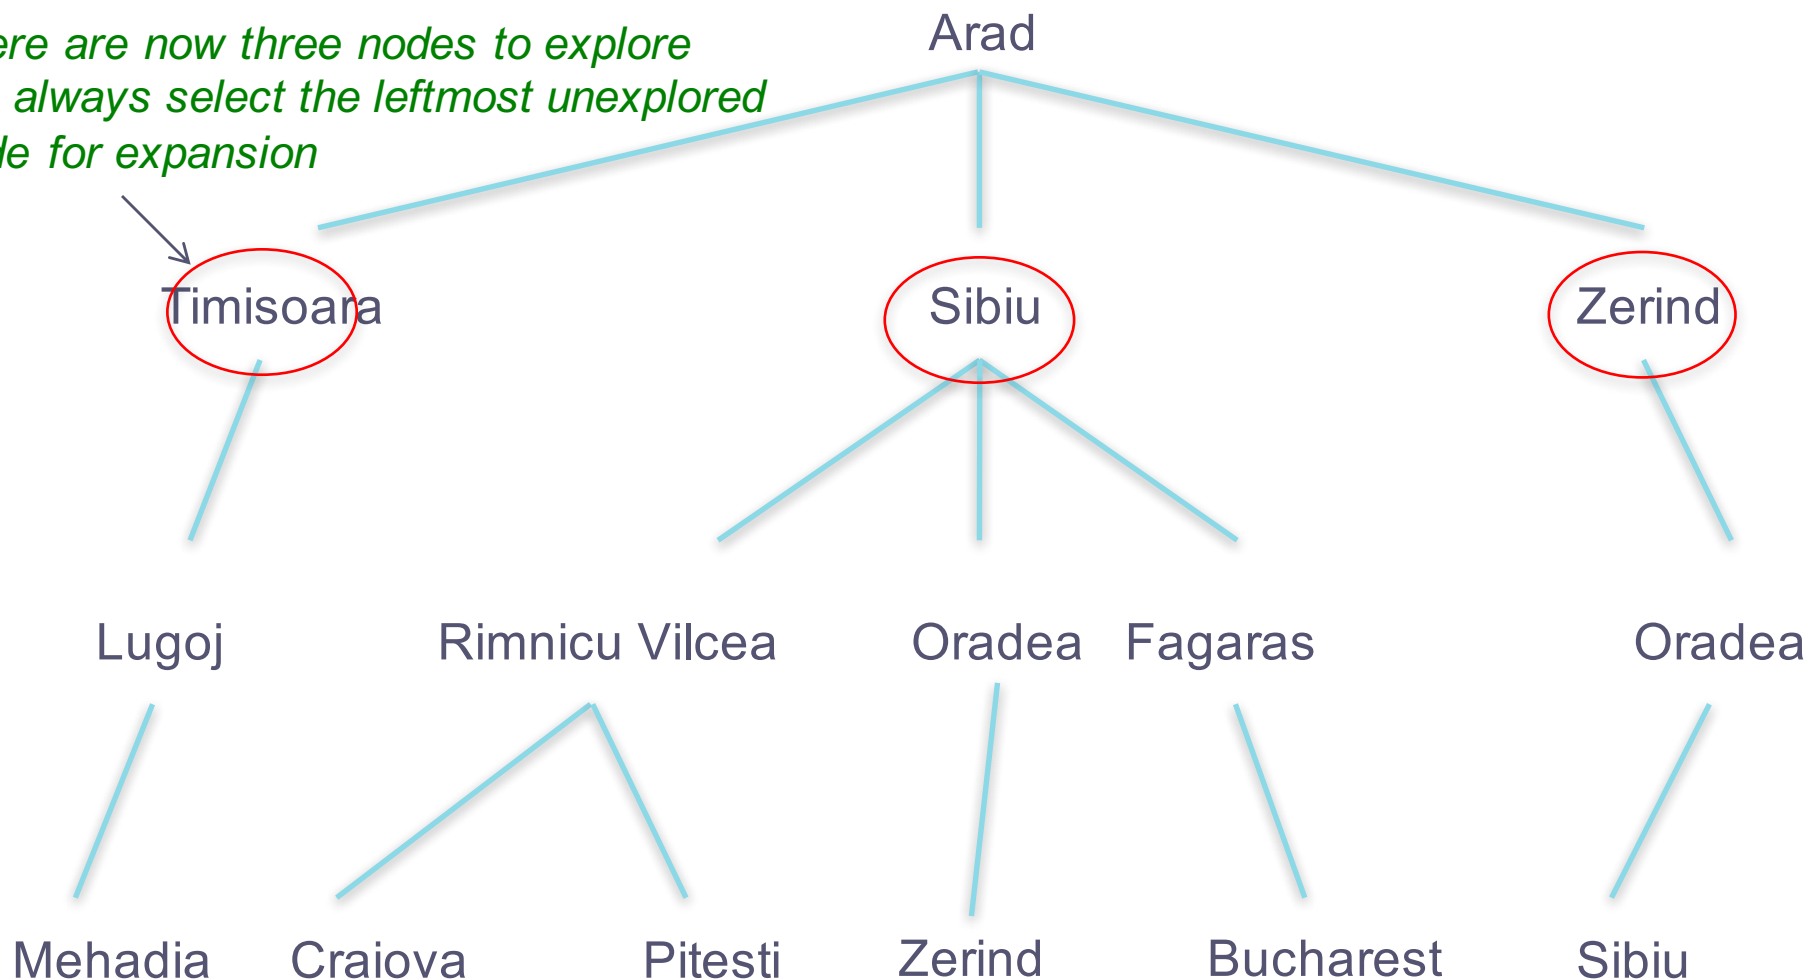 ere are now three nodes to explore
always select the leftmost unexplored
de for expansion
Arad
Timisoara Sibiu Zerind
Lugoj Rimnicu Vilcea Oradea Fagaras Oradea
Mehadia Craiova Pitesti Zerind Bucharest Sibiu